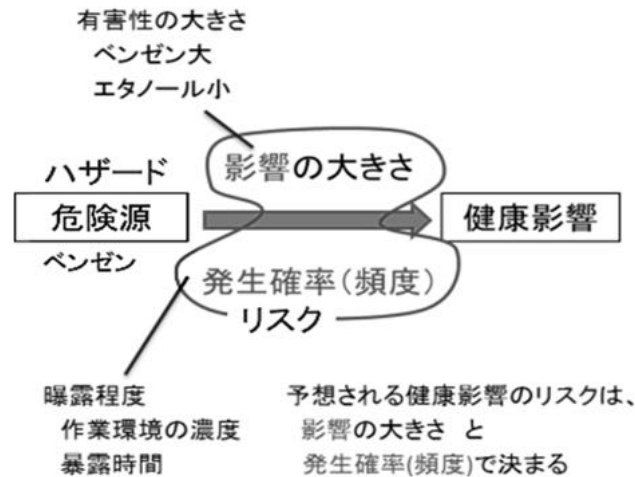 有害性の大きさ
ベンゼン大
エタノール小
影響の大きさ
ハザード
危険源
健康影響
ベンゼン
発生確率(頻度)
リスク
曝露程度
作業環境の濃度
暴露時間
予想される健康影響のリスクは、
影響の大きさ と
発生確率(頻度)で決まる